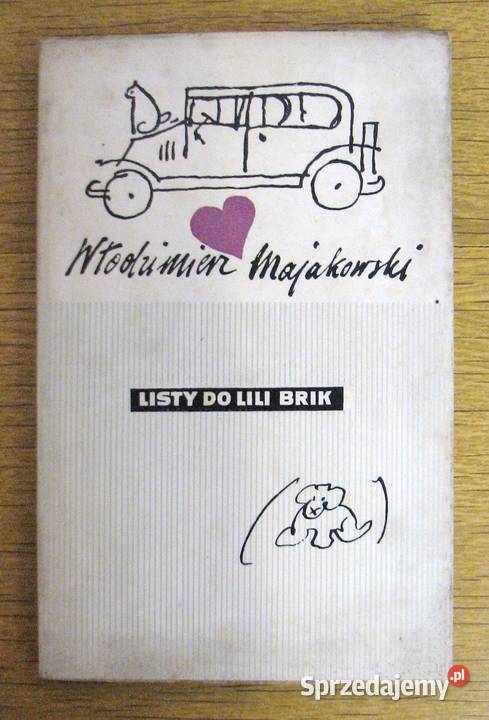 Włodzimierz Majakowski
LISTY DO LILI BRIK
Sprzedajemy.pl